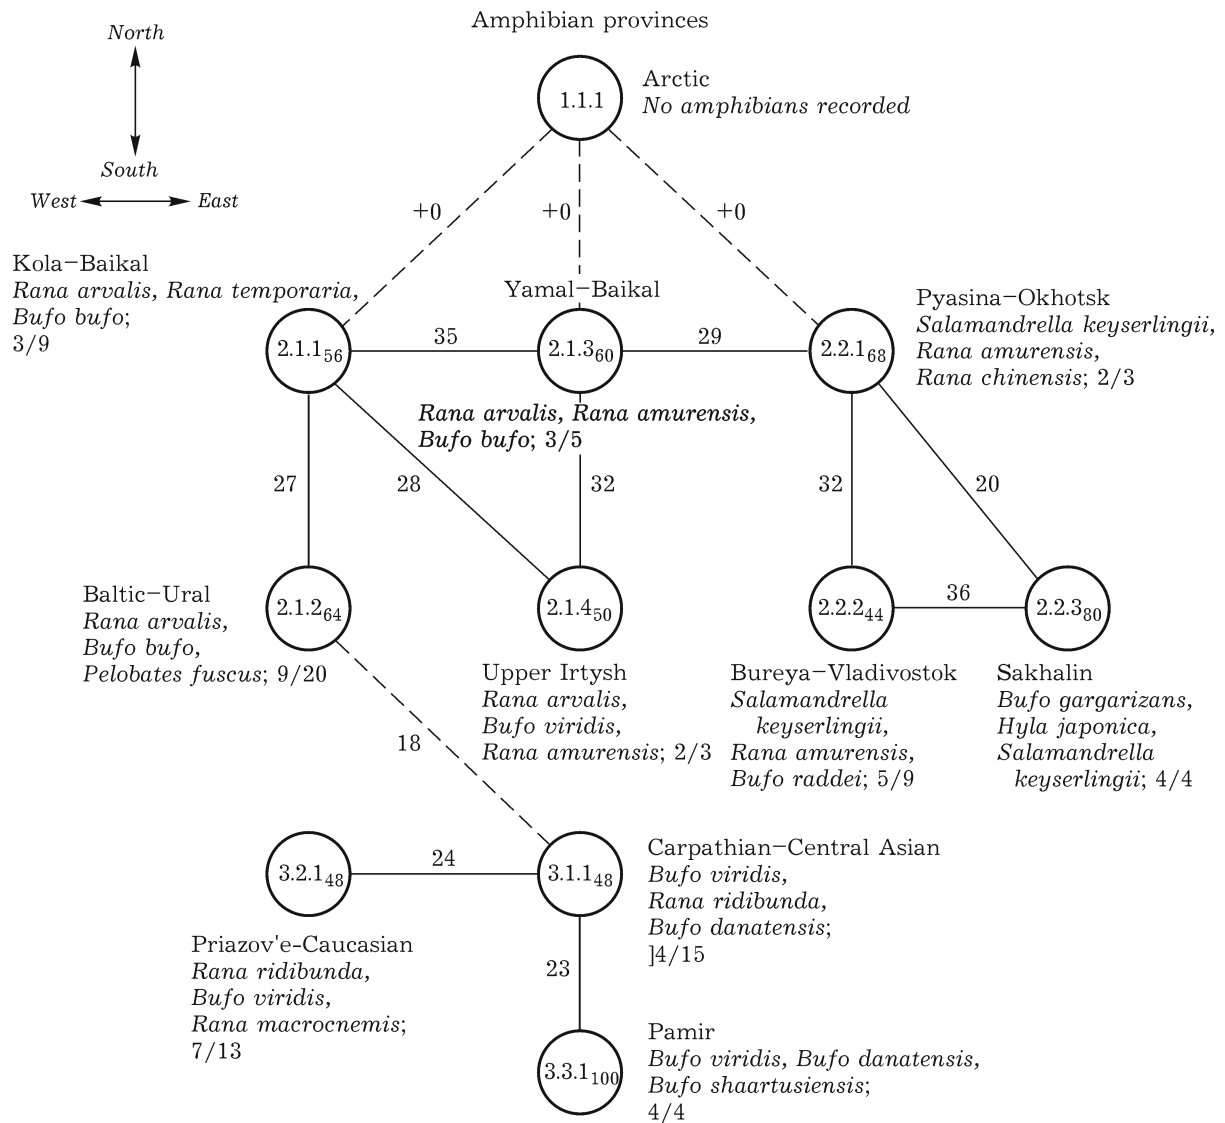 Amphibian provinces
North
South
West East
1.1.1
Arctic
No amphibians recorded
+0
+0
+0
Kola–Baikal
Rana arvalis, Rana temporaria,
Bufo bufo;
3/9
2.1.1₅₆
35
Yamal–Baikal
2.1.3₆₀
29
2.2.1₆₈
Pyasina–Okhotsk
Salamandrella keyserlingii,
Rana amurensis,
Rana chinensis; 2/3
Rana arvalis, Rana amurensis,
Bufo bufo; 3/5
27
28
32
32
20
Baltic–Ural
Rana arvalis,
Bufo bufo,
Pelobates fuscus; 9/20
2.1.2₆₄
2.1.4₅₀
Upper Irtysh
Rana arvalis,
Bufo viridis,
Rana amurensis; 2/3
2.2.2₄₄
36
2.2.3₈₀
Bureya–Vladivostok
Salamandrella
keyserlingii,
Rana amurensis,
Bufo raddei; 5/9
Sakhalin
Bufo gargarizans,
Hyla japonica,
Salamandrella
keyserlingii; 4/4
18
3.2.1₄₈
24
3.1.1₄₈
Carpathian–Central Asian
Bufo viridis,
Rana ridibunda,
Bufo danatensis;
]4/15
Priazov'e-Caucasian
Rana ridibunda,
Bufo viridis,
Rana macrocnemis;
7/13
23
3.3.1₁₀₀
Pamir
Bufo viridis, Bufo danatensis,
Bufo shaartusiensis;
4/4